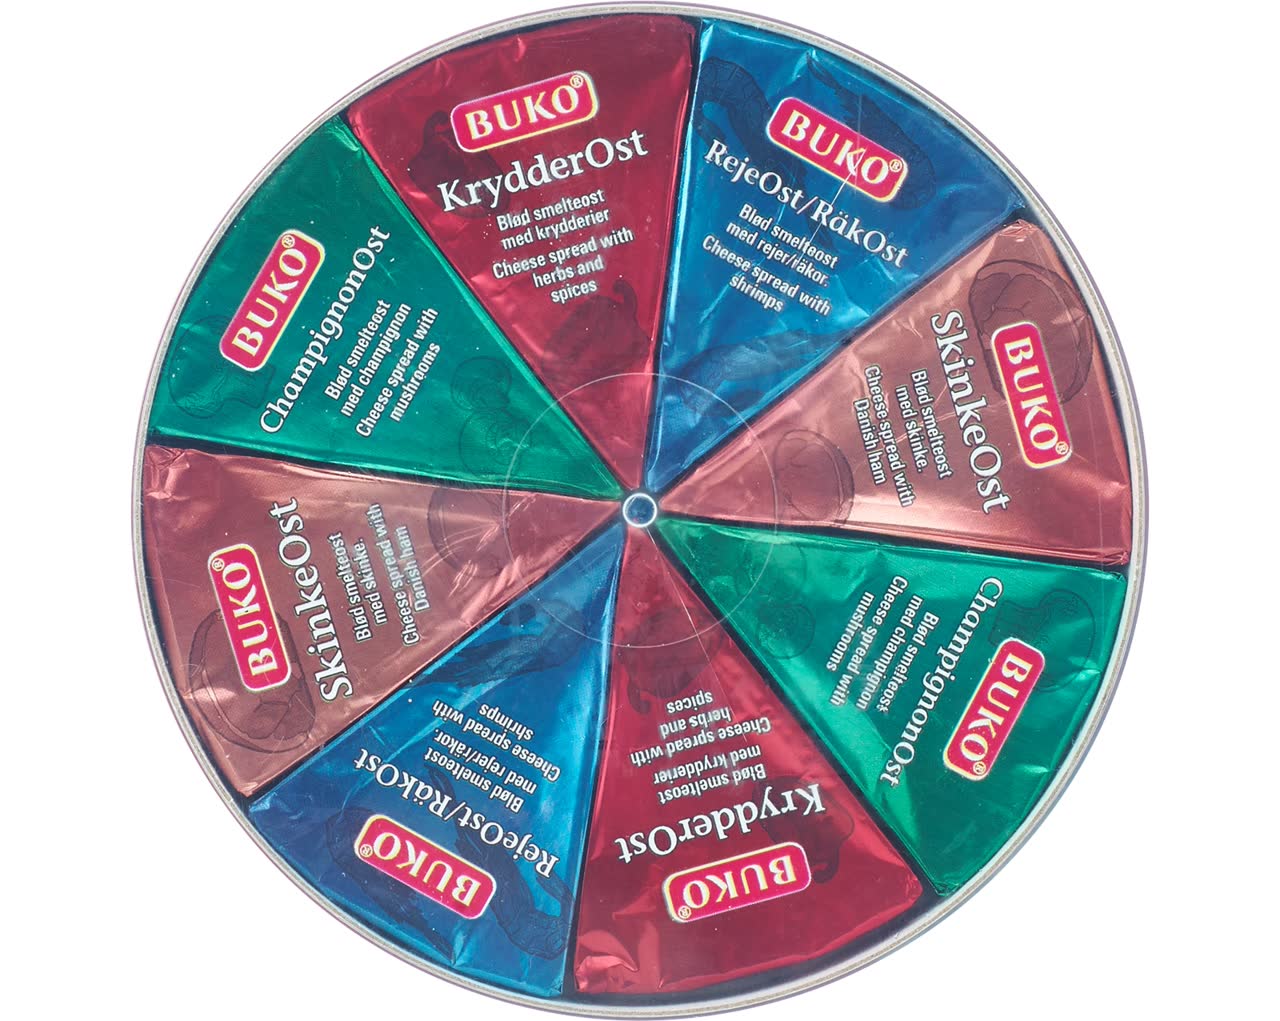 BUKO®
KrydderOst
Blød smelteost
med krydderier
Cheese spread with
herbs and
spices
BUKO®
RejeOst/RäkOst
Blød smelteost
med rejer/räkor.
Cheese spread with
shrimps
BUKO®
SkinkeOst
Blød smelteost
med skinke.
Cheese spread with
Danish ham
BUKO®
ChampignonOst
Blød smelteost
med champignon
Cheese spread with
mushrooms
BUKO®
KrydderOst
Blød smelteost
med krydderier
Cheese spread with
herbs and
spices
BUKO®
RejeOst/RäkOst
Blød smelteost
med rejer/räkor.
Cheese spread with
shrimps
BUKO®
SkinkeOst
Blød smelteost
med skinke.
Cheese spread with
Danish ham
BUKO®
ChampignonOst
Blød smelteost
med champignon
Cheese spread with
mushrooms